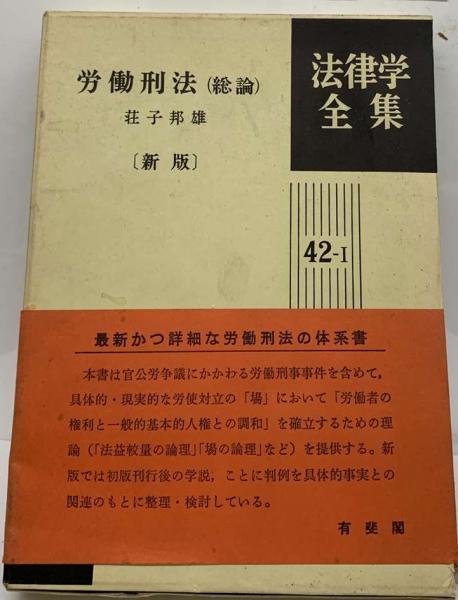 労働刑法(総論)
荘子邦雄
〔新版〕
法律学
全集
42-I
最新かつ詳細な労働刑法の体系書
本書は官公労争議にかかわる労働刑事事件を含めて,
具体的・現実的な労使対立の「場」において「労働者の
権利と一般的基本的人権との調和」を確立するための理
論(「法益較量の論理」「場の論理」など)を提供する。新
版では初版刊行後の学説, ことに判例を具体的事実との
関連のもとに整理・検討している。
有斐閣